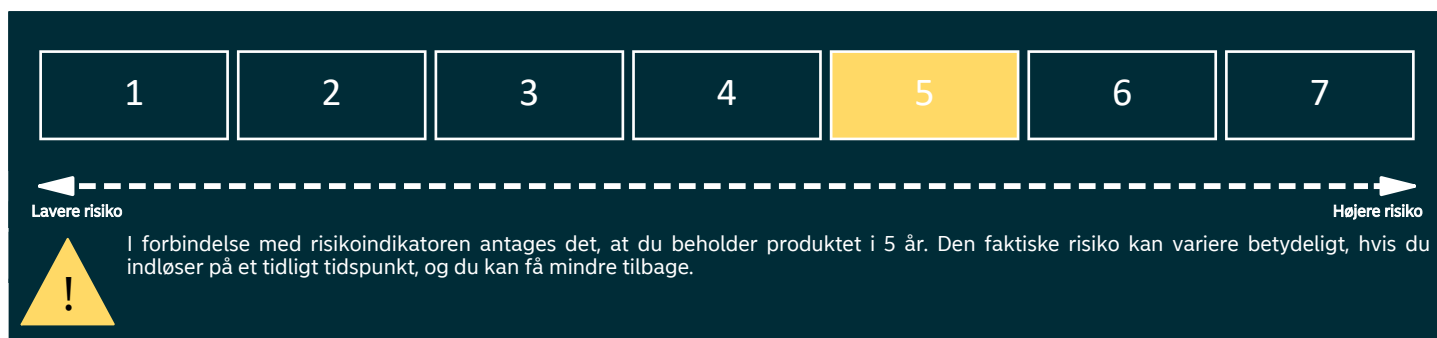 1 2 3 4 5 6 7
Lavere risiko Højere risiko
I forbindelse med risikoindikatoren antages det, at du beholder produktet i 5 år. Den faktiske risiko kan variere betydeligt, hvis du
indløser på et tidligt tidspunkt, og du kan få mindre tilbage.
!